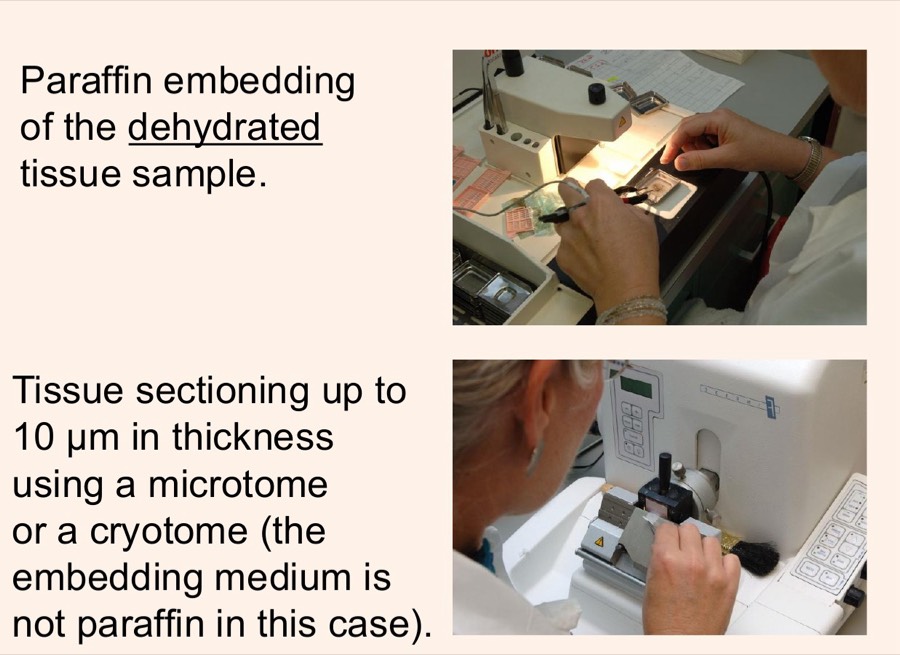 Paraffin embedding
of the dehydrated
tissue sample.
Tissue sectioning up to
10 µm in thickness
using a microtome
or a cryotome (the
embedding medium is
not paraffin in this case).